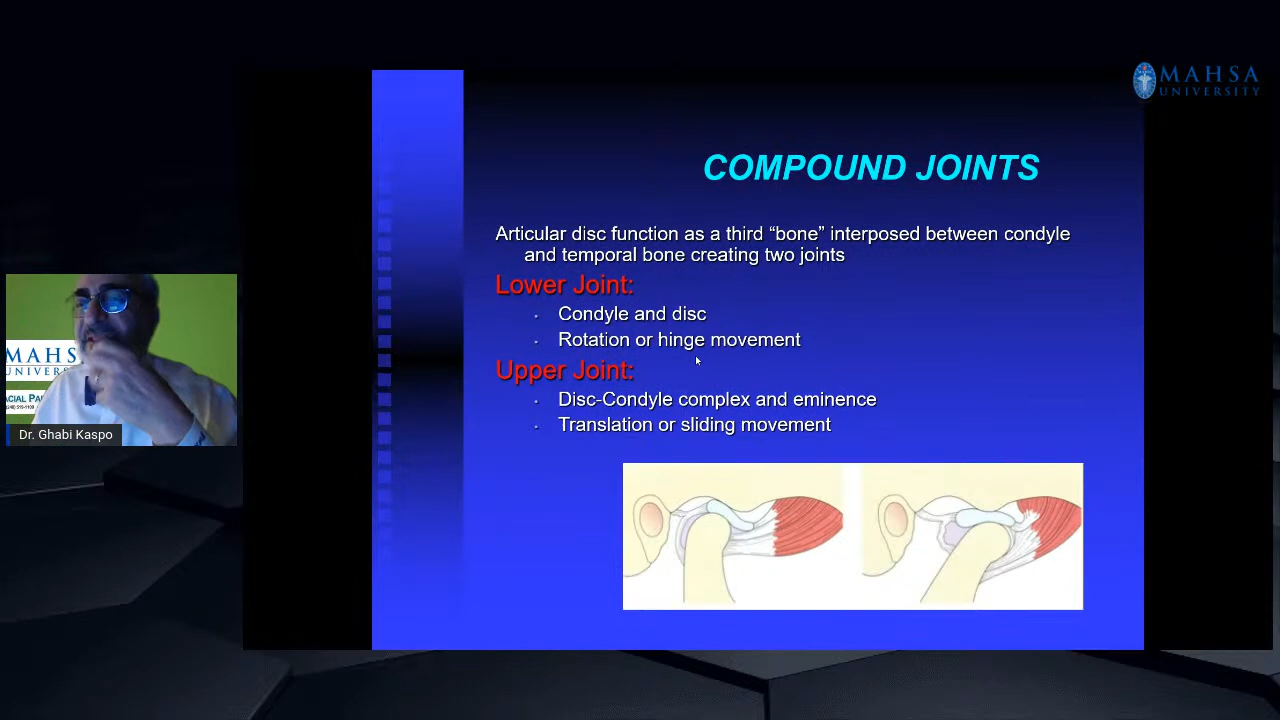 MAHSA
UNIVERSITY
COMPOUND JOINTS
Articular disc function as a third “bone” interposed between condyle
and temporal bone creating two joints
Lower Joint:
Condyle and disc
Rotation or hinge movement
Upper Joint:
Disc-Condyle complex and eminence
Translation or sliding movement
MAHS
UNIVERS
Dr. Ghabi Kaspo